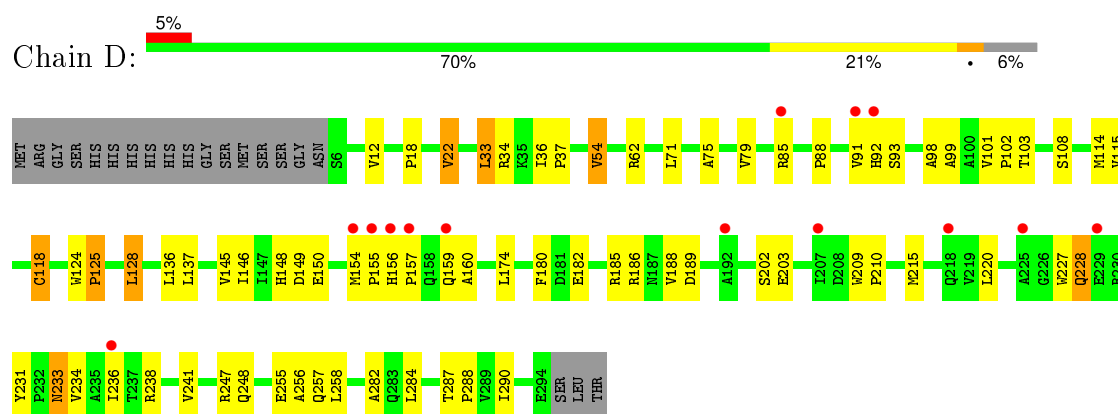 5%
Chain D:
70% 21% • 6%
MET ARG GLY SER HIS HIS HIS HIS HIS HIS GLY SER MET SER SER GLY ASN S6 V12 P18 V22 L33 R34 K35 I36 P37 V54 R62 L71 A75 V79 R85 P88 V91 H92 S93 A98 A99 A100 V101 P102 T103 S108 M114
C118 W124 P125 L128 L136 L137 V145 I146 I147 H148 D149 E150 M154 P155 H156 P157 Q158 Q159 A160 L174 F180 D181 E182 R185 R186 N187 V188 D189 A192 S202 E203 I207 D208 W209 P210 M215 Q218 V219 L220 A225 G226 W227 Q228 E229
Y231 P232 N233 V234 A235 I236 T237 R238 V241 R247 Q248 E255 A256 Q257 L258 A282 Q283 L284 T287 P288 V289 I290 E294 SER LEU THR